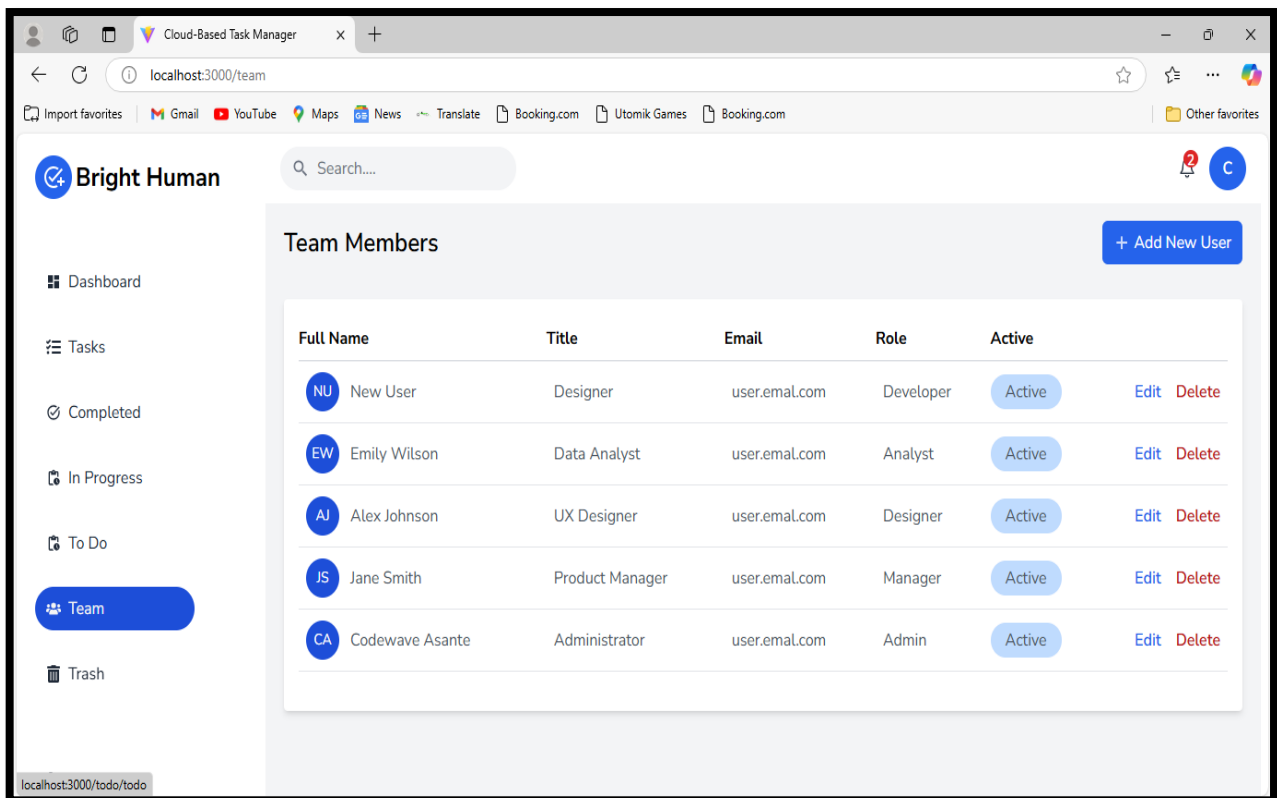 Cloud-Based Task Manager
localhost:3000/team
Import favorites Gmail YouTube Maps GE News Translate Booking.com Utomik Games Booking.com Other favorites
Bright Human
Search....
2
C
Team Members
+ Add New User
Dashboard
Tasks
Completed
In Progress
To Do
Team
Trash
Full Name Title Email Role Active
NU New User Designer user.emal.com Developer Active Edit Delete
EW Emily Wilson Data Analyst user.emal.com Analyst Active Edit Delete
AJ Alex Johnson UX Designer user.emal.com Designer Active Edit Delete
JS Jane Smith Product Manager user.emal.com Manager Active Edit Delete
CA Codewave Asante Administrator user.emal.com Admin Active Edit Delete
localhost:3000/todo/todo